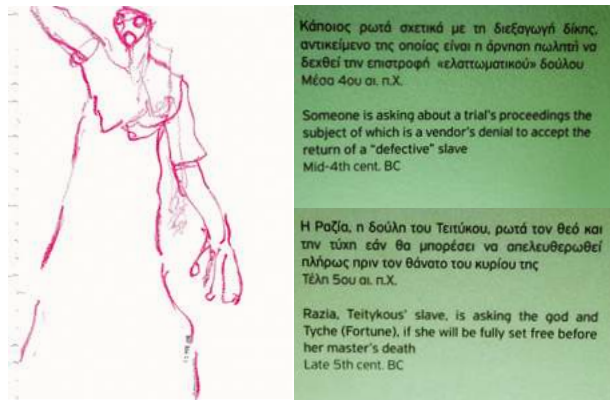 Κάποιος ρωτά σχετικά με τη διεξαγωγή δίκης,
αντικείμενο της οποίας είναι η άρνηση πωλητή να
δεχθεί την επιστροφή «ελαττωματικού» δούλου
Μέσα 4ου αι. π.Χ.
Someone is asking about a trial's proceedings the
subject of which is a vendor's denial to accept the
return of a "defective" slave
Mid-4th cent. BC
Η Ραζία, η δούλη του Τειτύκου, ρωτά τον θεό και
την τύχη εάν θα μπορέσει να απελευθερωθεί
πλήρως πριν τον θάνατο του κυρίου της
Τέλη 5ου αι. π.Χ.
Razia, Teitykous' slave, is asking the god and
Tyche (Fortune), if she will be fully set free before
her master's death
Late 5th cent. BC